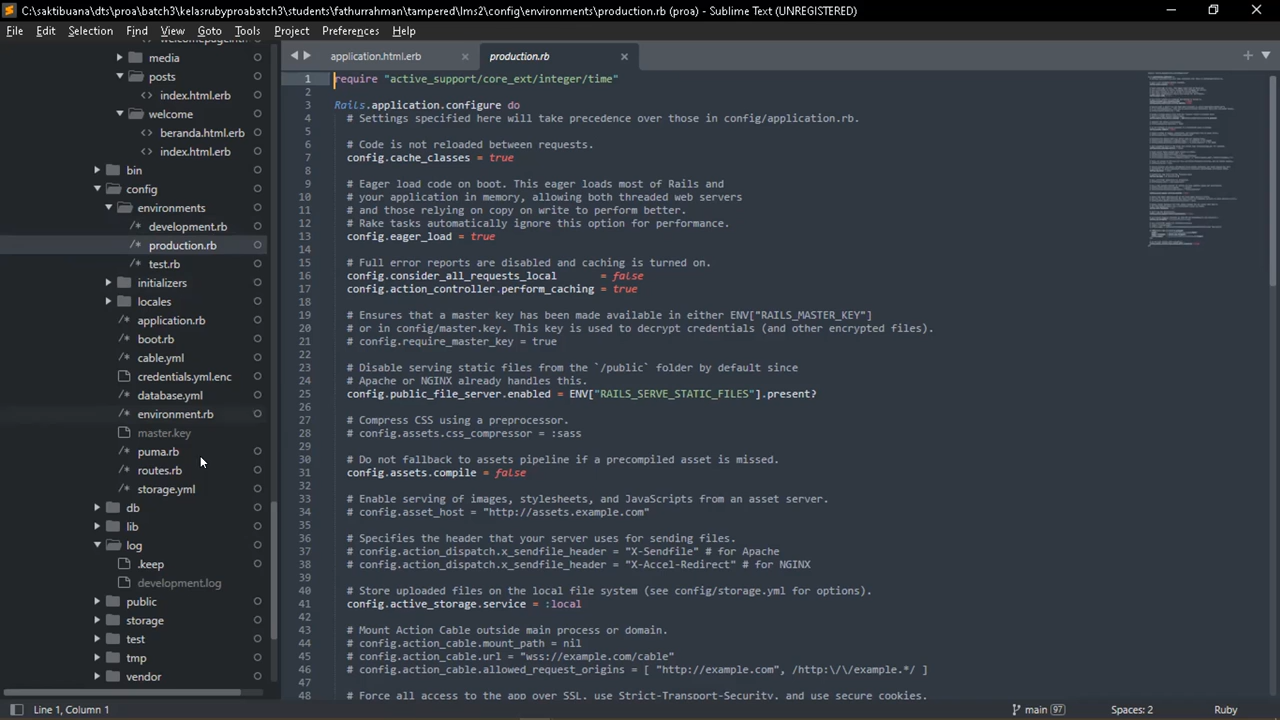 C:\saktibuana\dts\proa\batch3\kelasrubyproabatch3\students\fathurrahman\tamperd\lms2\config\environments\production.rb (proa) - Sublime Text (UNREGISTERED)
File Edit Selection Find View Goto Tools Project Preferences Help
media
posts
index.html.erb
welcome
beranda.html.erb
index.html.erb
bin
config
environments
development.rb
production.rb
test.rb
initializers
locales
application.rb
boot.rb
cable.yml
credentials.yml.enc
database.yml
environment.rb
master.key
puma.rb
routes.rb
storage.yml
db
lib
log
.keep
development.log
public
storage
test
tmp
vendor
application.html.erb production.rb
1 require "active_support/core_ext/integer/time"
2
3 Rails.application.configure do
4 # Settings specified here will take precedence over those in config/application.rb.
5
6 # Code is not reloaded between requests.
7 config.cache_classes = true
8
9 # Eager load code on boot. This eager loads most of Rails and
10 # your application in memory, allowing both threaded web servers
11 # and those relying on copy on write to perform better.
12 # Rake tasks automatically ignore this option for performance.
13 config.eager_load = true
14
15 # Full error reports are disabled and caching is turned on.
16 config.consider_all_requests_local = false
17 config.action_controller.perform_caching = true
18
19 # Ensures that a master key has been made available in either ENV["RAILS_MASTER_KEY"]
20 # or in config/master.key. This key is used to decrypt credentials (and other encrypted files).
21 # config.require_master_key = true
22
23 # Disable serving static files from the `/public` folder by default since
24 # Apache or NGINX already handles this.
25 config.public_file_server.enabled = ENV["RAILS_SERVE_STATIC_FILES"].present?
26
27 # Compress CSS using a preprocessor.
28 # config.assets.css_compressor = :sass
29
30 # Do not fallback to assets pipeline if a precompiled asset is missed.
31 config.assets.compile = false
32
33 # Enable serving of images, stylesheets, and JavaScripts from an asset server.
34 # config.asset_host = "http://assets.example.com"
35
36 # Specifies the header that your server uses for sending files.
37 # config.action_dispatch.x_sendfile_header = "X-Sendfile" # for Apache
38 # config.action_dispatch.x_sendfile_header = "X-Accel-Redirect" # for NGINX
39
40 # Store uploaded files on the local file system (see config/storage.yml for options).
41 config.active_storage.service = :local
42
43 # Mount Action Cable outside main process or domain.
44 # config.action_cable.mount_path = nil
45 # config.action_cable.url = "wss://example.com/cable"
46 # config.action_cable.allowed_request_origins = [ "http://example.com", /http:\/\/example.*/ ]
47
48 # Force all access to the app over SSL, use Strict-Transport-Security, and use secure cookies.
Line 1, Column 1 main 97 Spaces: 2 Ruby